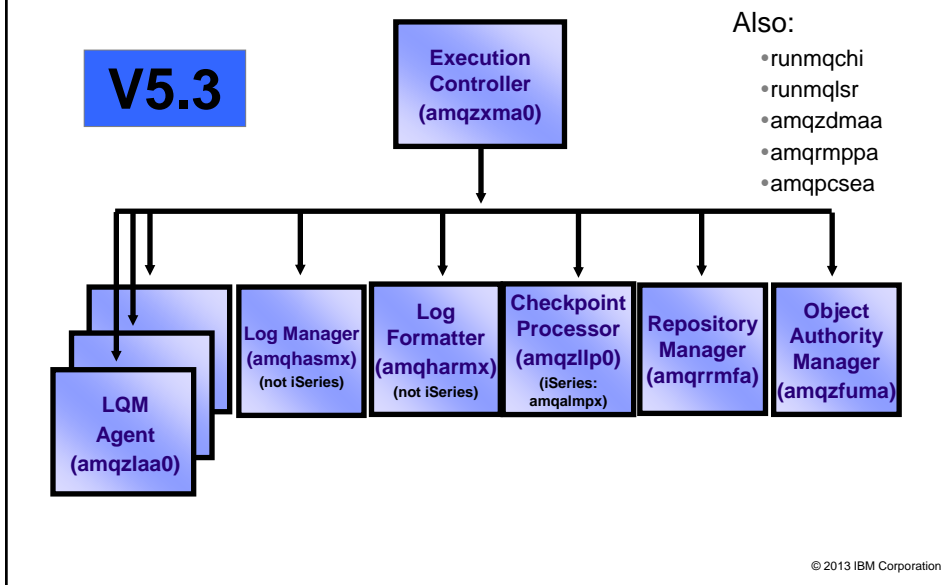 V5.3
Execution
Controller
(amqzxma0)
Also:
•runmqchi
•runmqlsr
•amqzdmaa
•amqrmppa
•amqpcsea
LQM
Agent
(amqzlaa0)
Log Manager
(amqhasmx)
(not iSeries)
Log
Formatter
(amqharmx)
(not iSeries)
Checkpoint
Processor
(amqzllp0)
(iSeries:
amqalmpx)
Repository
Manager
(amqrrmfa)
Object
Authority
Manager
(amqzfuma)
© 2013 IBM Corporation